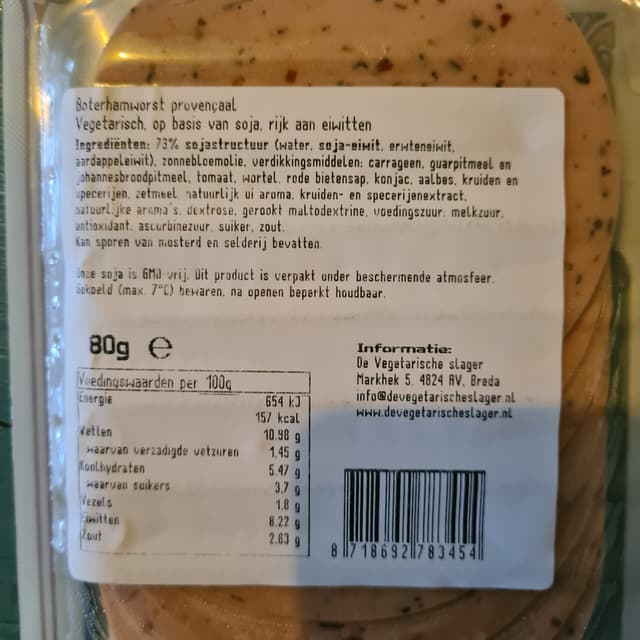 Boterhamworst provençaal
Vegetarisch, op basis van soja, rijk aan eiwitten
Ingrediënten: 73% sojastructuur (water, soja-eiwit, erwteneiwit,
aardappeleiwit), zonnebloemolie, verdikkingsmiddelen: carrageen, guarpitmeel en
johannesbroodpitmeel, tomaat, wortel, rode bietensap, konjac, aalbes, kruiden en
specerijen, zetmeel, natuurlijk ui aroma, kruiden- en specerijenextract,
natuurlijke aroma's, dextrose, gerookt maltodextrine, voedingszuur: melkzuur,
antioxidant: ascorbinezuur, suiker, zout.
Kan sporen van mosterd en selderij bevatten.
Onze soja is GMO-vrij. Dit product is verpakt onder beschermende atmosfeer.
Gekoeld (max. 7°C) bewaren, na openen beperkt houdbaar.
80g e
Voedingswaarden per 100g
Energie 654 kJ
157 kcal
Vetten 10.98 g
waarvan verzadigde vetzuren 1,45 g
Koolhydraten 5.47 g
waarvan suikers 3,7 g
Vezels 1,8 g
Eiwitten 8.22 g
Zout 2.63 g
Informatie:
De Vegetarische slager
Markhek 5, 4824 AV, Breda
info@devegetarischeslager.nl
www.devegetarischeslager.nl
8 718692 783454